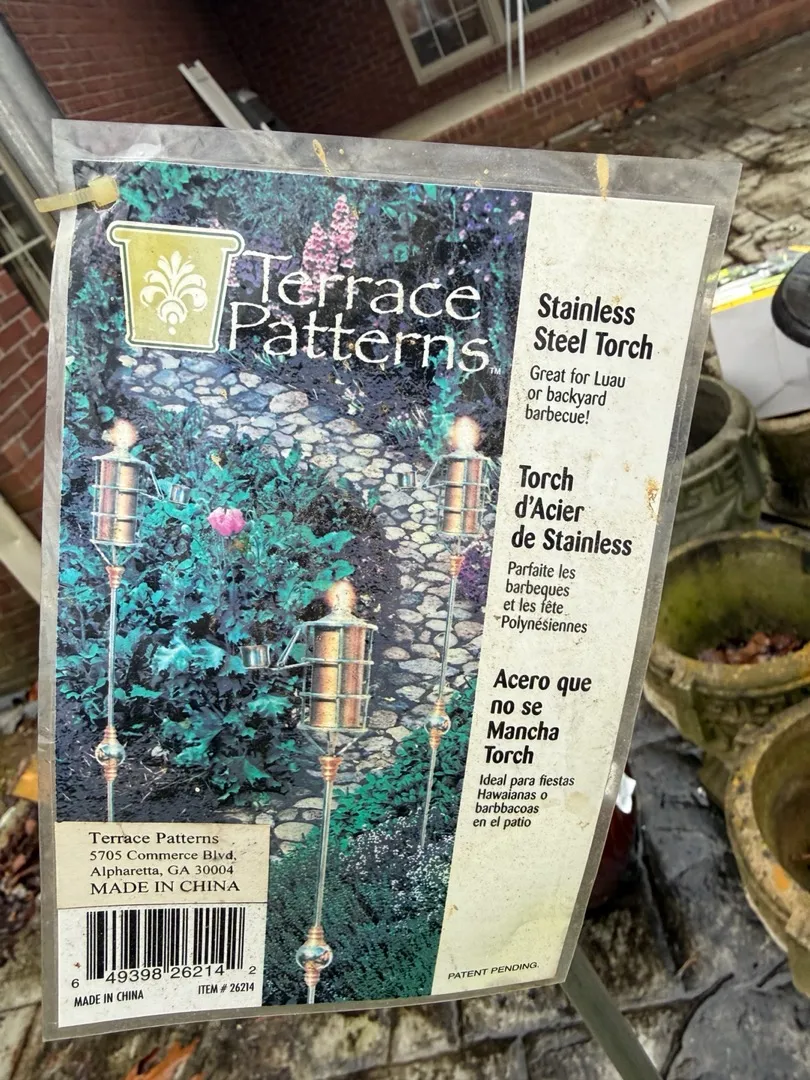 Terrace
Patterns™
Stainless
Steel Torch
Great for Luau
or backyard
barbecue!
Torch
d'Acier
de Stainless
Parfaite les
barbeques
et les fête
Polynésiennes
Acero que
no se
Mancha
Torch
Ideal para fiestas
Hawaianas o
barbbacoas
en el patio
PATENT PENDING.
Terrace Patterns
5705 Commerce Blvd,
Alpharetta, GA 30004
MADE IN CHINA
6 49398 26214 2
MADE IN CHINA ITEM # 26214